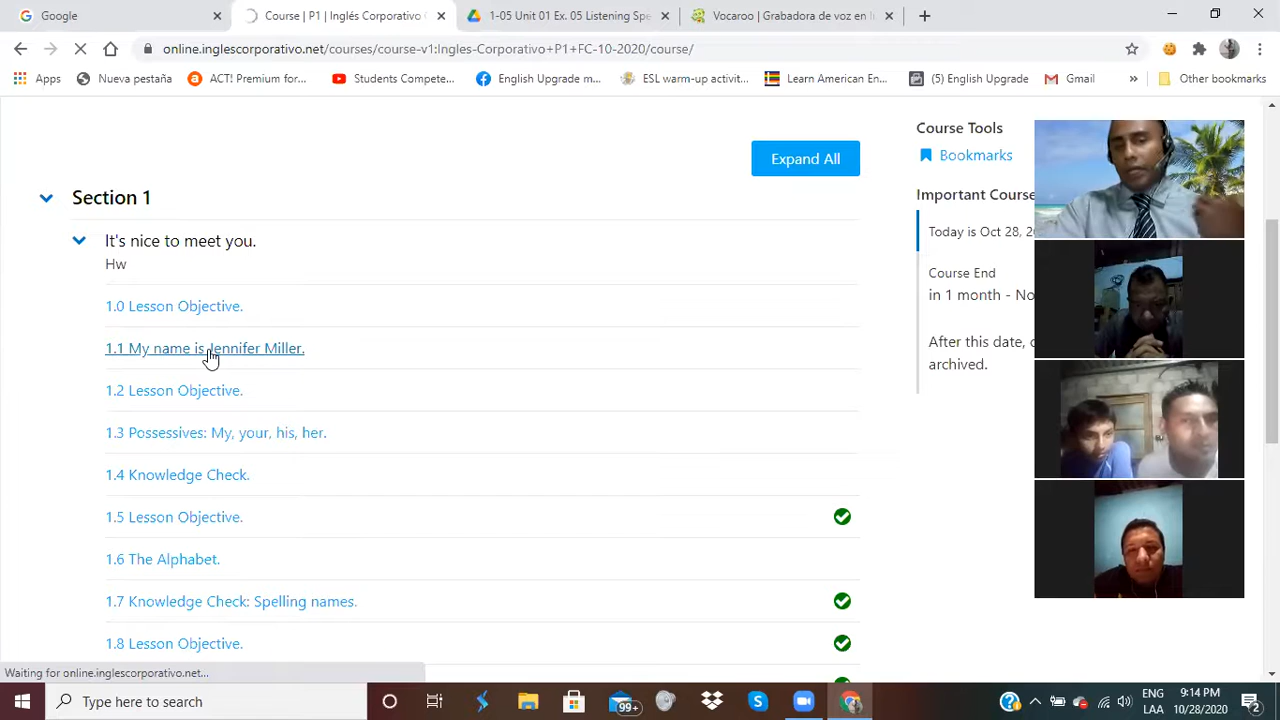 Google
Course | P1 | Inglés Corporativo
1-05 Unit 01 Ex. 05 Listening Spe
Vocaroo | Grabadora de voz en lí
online.inglescorporativo.net/courses/course-v1:Ingles-Corporativo+P1+FC-10-2020/course/
Apps Nueva pestaña ACT! Premium for... Students Compete... English Upgrade m... ESL warm-up activit... Learn American En... (5) English Upgrade Gmail » Other bookmarks
Expand All
Course Tools
Bookmarks
Important Course
Today is Oct 28, 20
Course End
in 1 month - No
After this date, c
archived.
Section 1
It's nice to meet you.
Hw
1.0 Lesson Objective.
1.1 My name is Jennifer Miller.
1.2 Lesson Objective.
1.3 Possessives: My, your, his, her.
1.4 Knowledge Check.
1.5 Lesson Objective.
1.6 The Alphabet.
1.7 Knowledge Check: Spelling names.
1.8 Lesson Objective.
Waiting for online.inglescorporativo.net...
Type here to search
99+
ENG
LAA
9:14 PM
10/28/2020
2